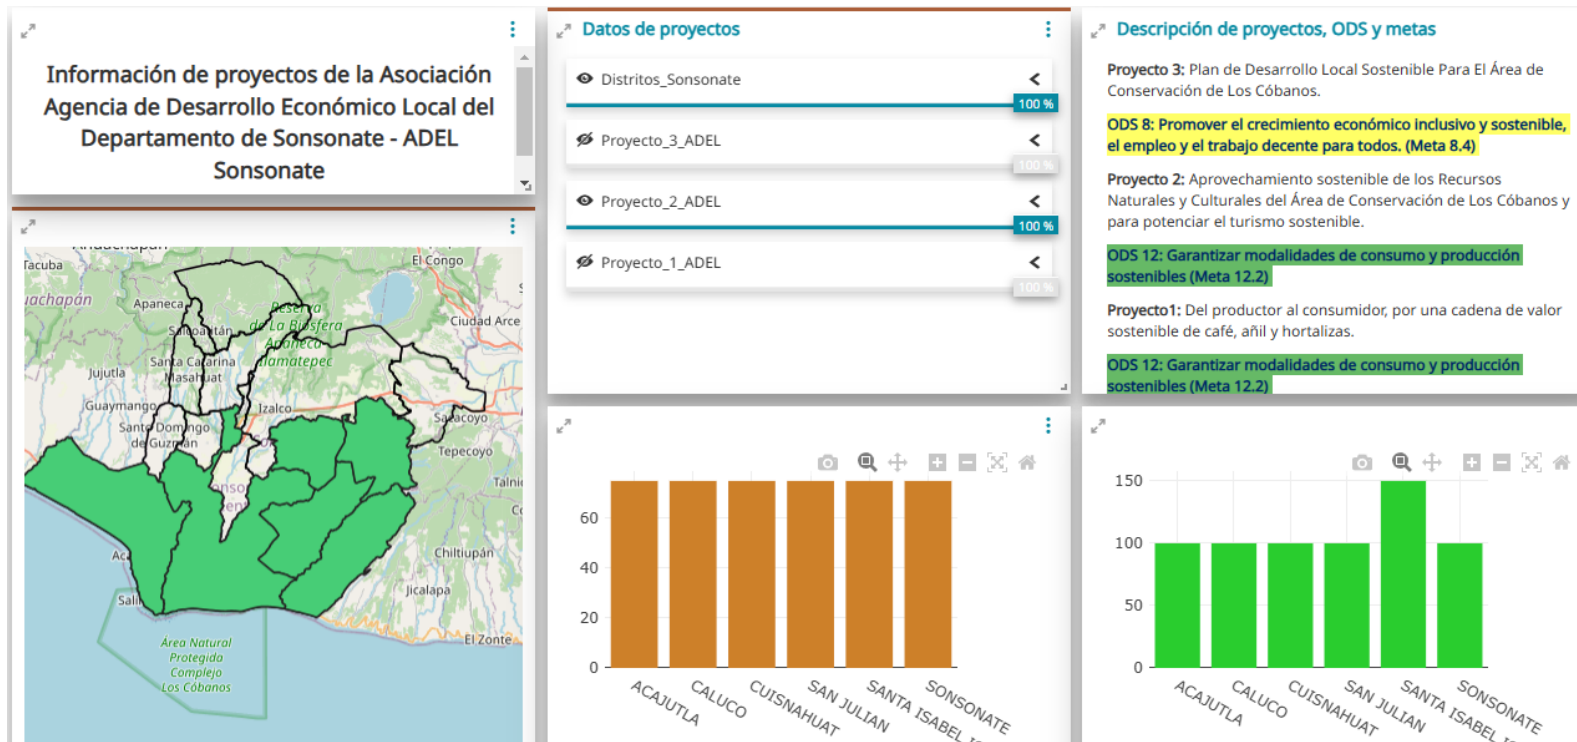 Información de proyectos de la Asociación
Agencia de Desarrollo Económico Local del
Departamento de Sonsonate - ADEL
Sonsonate
Tacuba
Apaneca
El Congo
Reserva
de La Biosfera
Apaneca
Ilamatepec
Ciudad Arce
Salcoatitán
Santa Catarina
Masahuat
Jujutla
Guaymango
Izalco
Santo Domingo
de Guzmán
Sacacoyo
Tepecoyo
Chiltiupán
Jicalapa
El Zonte
Área Natural
Protegida
Complejo
Los Cóbanos
Datos de proyectos
Distritos_Sonsonate
100 %
Proyecto_3_ADEL
100 %
Proyecto_2_ADEL
100 %
Proyecto_1_ADEL
100 %
Descripción de proyectos, ODS y metas
Proyecto 3: Plan de Desarrollo Local Sostenible Para El Área de
Conservación de Los Cóbanos.
ODS 8: Promover el crecimiento económico inclusivo y sostenible,
el empleo y el trabajo decente para todos. (Meta 8.4)
Proyecto 2: Aprovechamiento sostenible de los Recursos
Naturales y Culturales del Área de Conservación de Los Cóbanos y
para potenciar el turismo sostenible.
ODS 12: Garantizar modalidades de consumo y producción
sostenibles (Meta 12.2)
Proyecto1: Del productor al consumidor, por una cadena de valor
sostenible de café, añil y hortalizas.
ODS 12: Garantizar modalidades de consumo y producción
sostenibles (Meta 12.2)
60
40
20
0
ACAJUTLA
CALUCO
CUISNAHUAT
SAN JULIAN
SANTA ISABEL
SONSONATE
150
100
50
0
ACAJUTLA
CALUCO
CUISNAHUAT
SAN JULIAN
SANTA ISABEL
SONSONATE